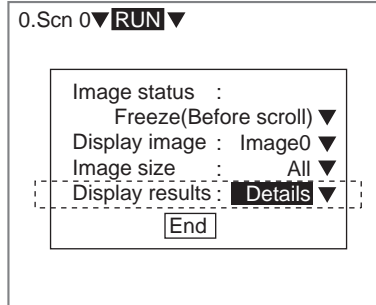 0.Scn 0▼ RUN ▼
Image status :
Freeze(Before scroll) ▼
Display image : Image0 ▼
Image size : All ▼
Display results : Details ▼
End